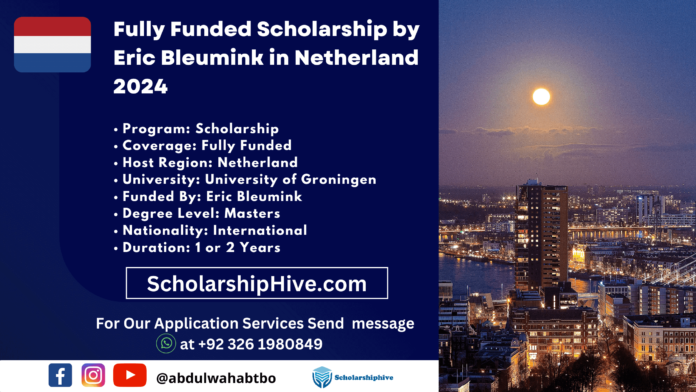 Fully Funded Scholarship by
Eric Bleumink in Netherland
2024
• Program: Scholarship
• Coverage: Fully Funded
• Host Region: Netherland
• University: University of Groningen
• Funded By: Eric Bleumink
• Degree Level: Masters
• Nationality: International
• Duration: 1 or 2 Years
ScholarshipHive.com
For Our Application Services Send message
at +92 326 1980849
@abdulwahabtbo
Scholarshiphive